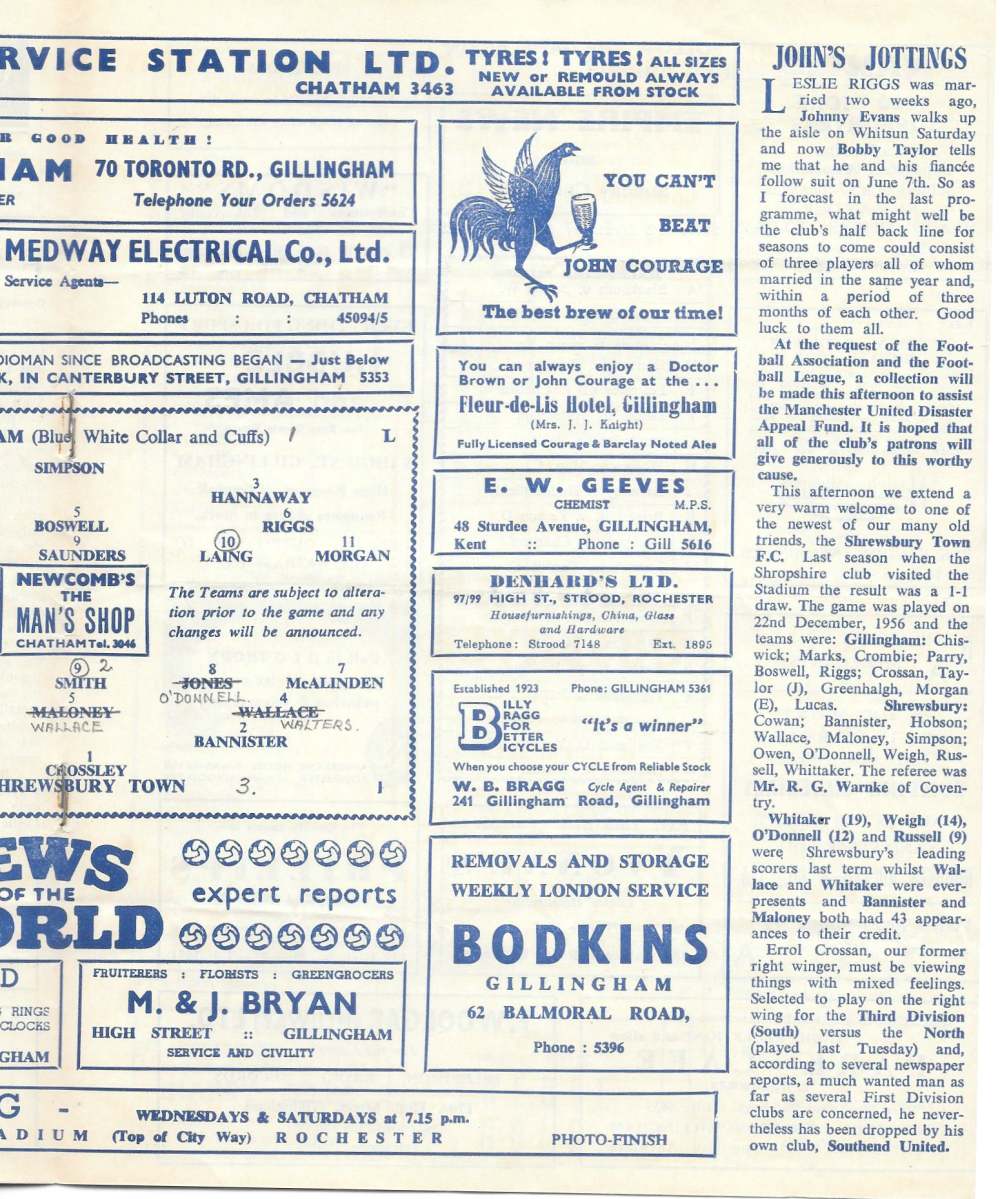 RVICE STATION LTD.
CHATHAM 3463
TYRES! TYRES! ALL SIZES
NEW or REMOULD ALWAYS
AVAILABLE FROM STOCK
R GOOD HEALTH!
AM 70 TORONTO RD., GILLINGHAM
ER Telephone Your Orders 5624
MEDWAY ELECTRICAL Co., Ltd.
Service Agents—
114 LUTON ROAD, CHATHAM
Phones : : 45094/5
DIOMAN SINCE BROADCASTING BEGAN — Just Below
K, IN CANTERBURY STREET, GILLINGHAM 5353
AM (Blue, White Collar and Cuffs) 1 L
SIMPSON
3
HANNAWAY
5 6
BOSWELL RIGGS
9 (10) 11
SAUNDERS LAING MORGAN
NEWCOMB'S
THE
MAN'S SHOP
CHATHAM Tel. 3046
The Teams are subject to altera-
tion prior to the game and any
changes will be announced.
(9) 2 8 7
SMITH JONES McALINDEN
O'DONNELL.
5 4
MALONEY WALLACE
WALLACE WALTERS.
2
BANNISTER
1
CROSSLEY
HREWSBURY TOWN 3. 1
EWS
OF THE
ORLD
expert reports
D
RINGS
CLOCKS
GHAM
FRUITERERS : FLORISTS : GREENGROCERS
M. & J. BRYAN
HIGH STREET :: GILLINGHAM
SERVICE AND CIVILITY
G -
WEDNESDAYS & SATURDAYS at 7.15 p.m.
ADIUM (Top of City Way) ROCHESTER PHOTO-FINISH
YOU CAN'T
BEAT
JOHN COURAGE
The best brew of our time!
You can always enjoy a Doctor
Brown or John Courage at the ...
Fleur-de-Lis Hotel, Gillingham
(Mrs. J. J. Knight)
Fully Licensed Courage & Barclay Noted Ales
E. W. GEEVES
CHEMIST M.P.S.
48 Sturdee Avenue, GILLINGHAM,
Kent :: Phone : Gill 5616
DENHARD'S LTD.
97/99 HIGH ST., STROOD, ROCHESTER
Housefurnishings, China, Glass
and Hardware
Telephone: Strood 7148 Ext. 1895
Established 1923 Phone: GILLINGHAM 5361
BILLY
BRAGG
FOR
BETTER
BICYCLES
"It's a winner"
When you choose your CYCLE from Reliable Stock
W. B. BRAGG Cycle Agent & Repairer
241 Gillingham Road, Gillingham
REMOVALS AND STORAGE
WEEKLY LONDON SERVICE
BODKINS
GILLINGHAM
62 BALMORAL ROAD,
Phone : 5396
JOHN'S JOTTINGS
LESLIE RIGGS was mar-
ried two weeks ago,
Johnny Evans walks up
the aisle on Whitsun Saturday
and now Bobby Taylor tells
me that he and his fiancée
follow suit on June 7th. So as
I forecast in the last pro-
gramme, what might well be
the club's half back line for
seasons to come could consist
of three players all of whom
married in the same year and,
within a period of three
months of each other. Good
luck to them all.
At the request of the Foot-
ball Association and the Foot-
ball League, a collection will
be made this afternoon to assist
the Manchester United Disaster
Appeal Fund. It is hoped that
all of the club's patrons will
give generously to this worthy
cause.
This afternoon we extend a
very warm welcome to one of
the newest of our many old
friends, the Shrewsbury Town
F.C. Last season when the
Shropshire club visited the
Stadium the result was a 1-1
draw. The game was played on
22nd December, 1956 and the
teams were: Gillingham: Chis-
wick; Marks, Crombie; Parry,
Boswell, Riggs; Crossan, Tay-
lor (J), Greenhalgh, Morgan
(E), Lucas. Shrewsbury:
Cowan; Bannister, Hobson;
Wallace, Maloney, Simpson;
Owen, O'Donnell, Weigh, Rus-
sell, Whittaker. The referee was
Mr. R. G. Warnke of Coven-
try.
Whitaker (19), Weigh (14),
O'Donnell (12) and Russell (9)
were Shrewsbury's leading
scorers last term whilst Wal-
lace and Whitaker were ever-
presents and Bannister and
Maloney both had 43 appear-
ances to their credit.
Errol Crossan, our former
right winger, must be viewing
things with mixed feelings.
Selected to play on the right
wing for the Third Division
(South) versus the North
(played last Tuesday) and,
according to several newspaper
reports, a much wanted man as
far as several First Division
clubs are concerned, he never-
theless has been dropped by his
own club, Southend United.